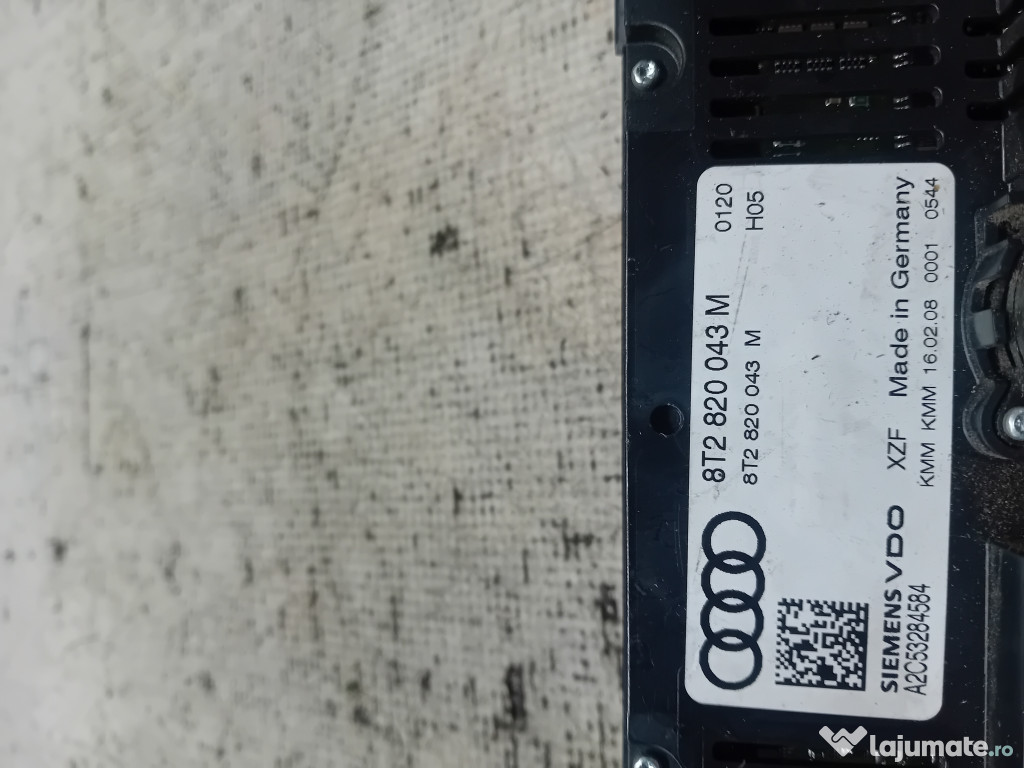 8T2 820 043 M 0120
8T2 820 043 M H05
SIEMENS VDO XZF Made in Germany
A2C53284584 KMM KMM 16.02.08 0001 0544
lajumate.ro